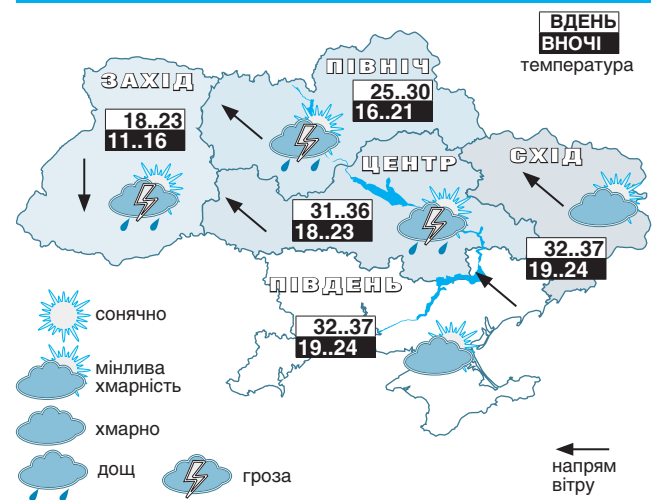 ВДЕНЬ
ВНОЧІ
температура
ПІВНІЧ
25..30
16..21
ЗАХІД
18..23
11..16
ЦЕНТР
31..36
18..23
СХІД
32..37
19..24
ПІВДЕНЬ
32..37
19..24
сонячно
мінлива
хмарність
хмарно
дощ
гроза
напрям
вітру